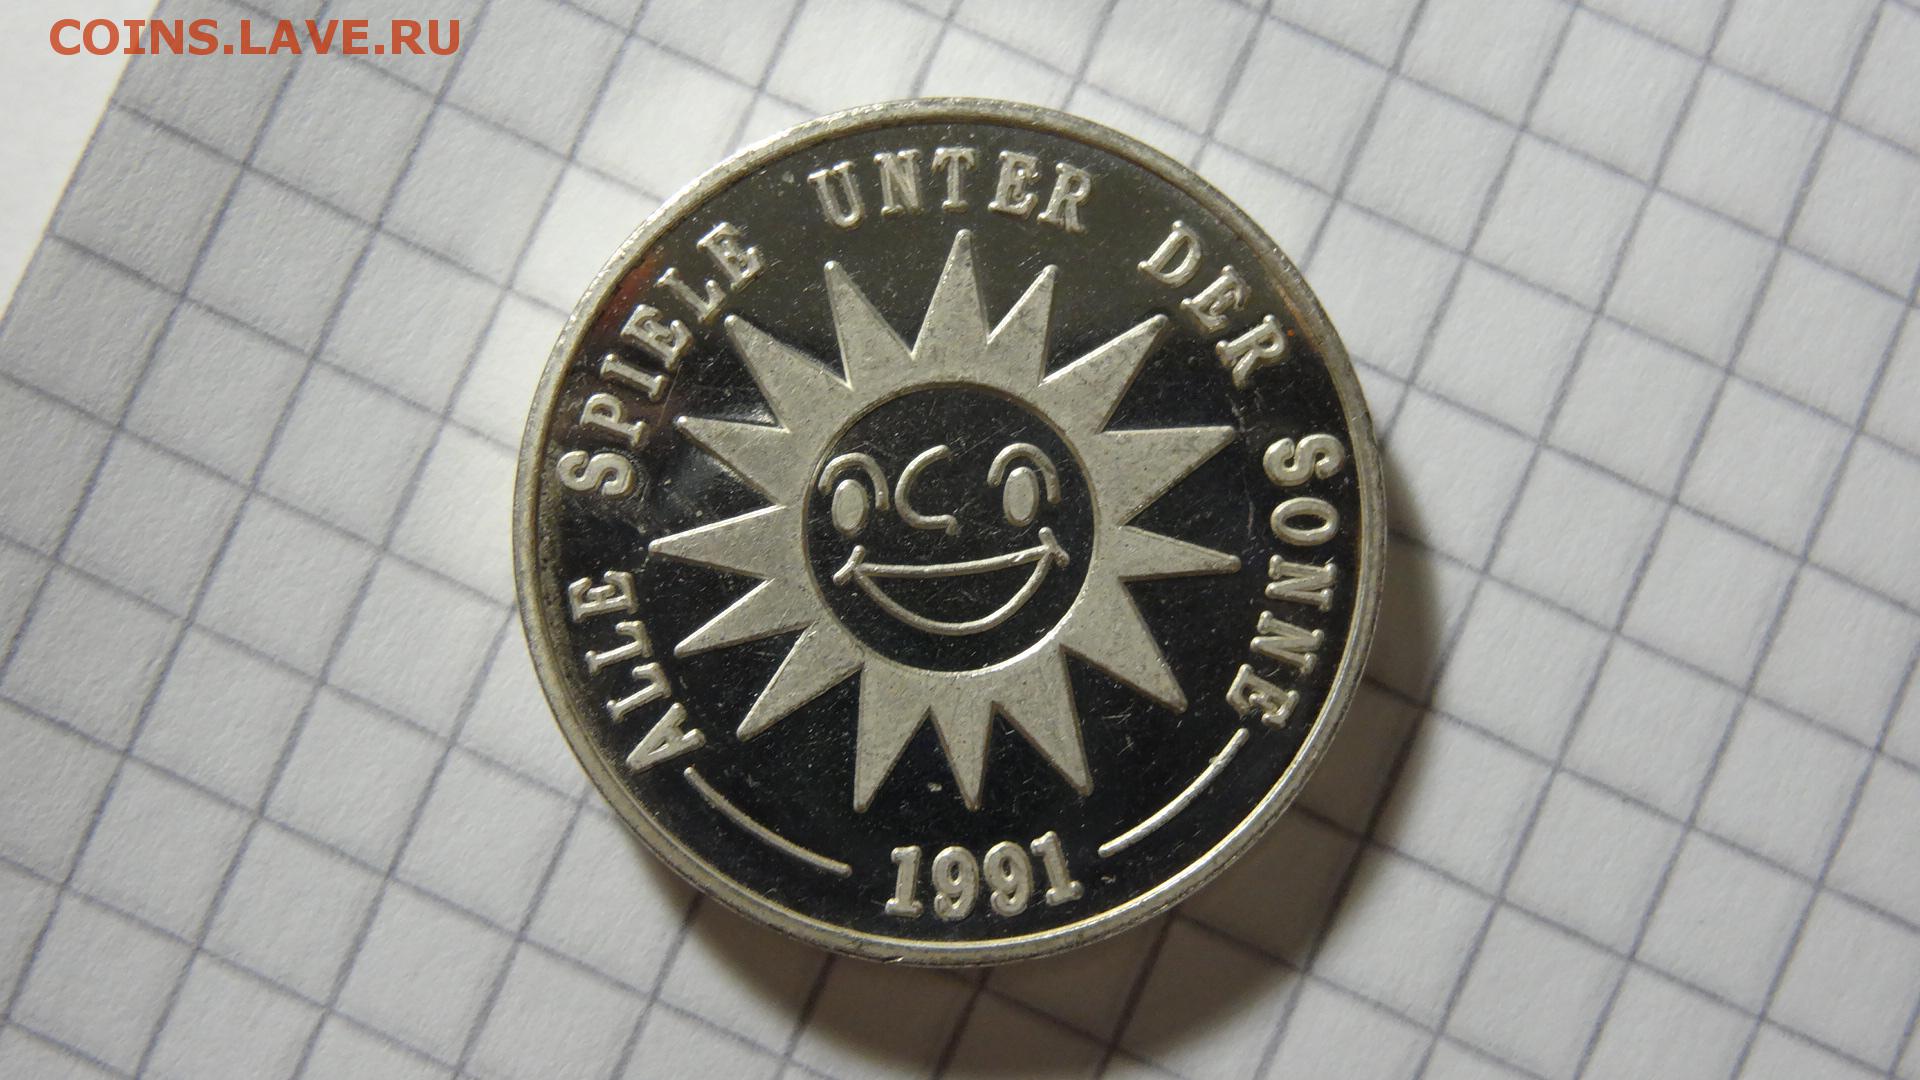 COINS.LAVE.RU
ALLE SPIELE UNTER DER SONNE
1991